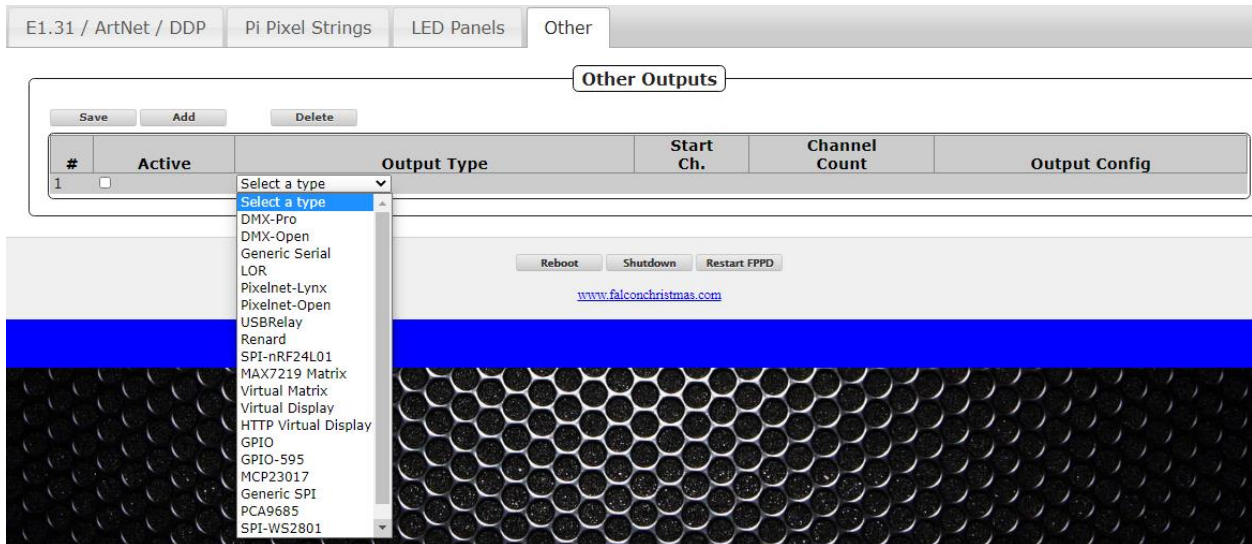 E1.31 / ArtNet / DDP Pi Pixel Strings LED Panels Other
Other Outputs
Save Add Delete
# Active Output Type Start Ch. Channel Count Output Config
1 Select a type
Select a type
DMX-Pro
DMX-Open
Generic Serial
LOR
Pixelnet-Lynx
Pixelnet-Open
USBRelay
Renard
SPI-nRF24L01
MAX7219 Matrix
Virtual Matrix
Virtual Display
HTTP Virtual Display
GPIO
GPIO-595
MCP23017
Generic SPI
PCA9685
SPI-WS2801
Reboot Shutdown Restart FPPD
www.falconchristmas.com